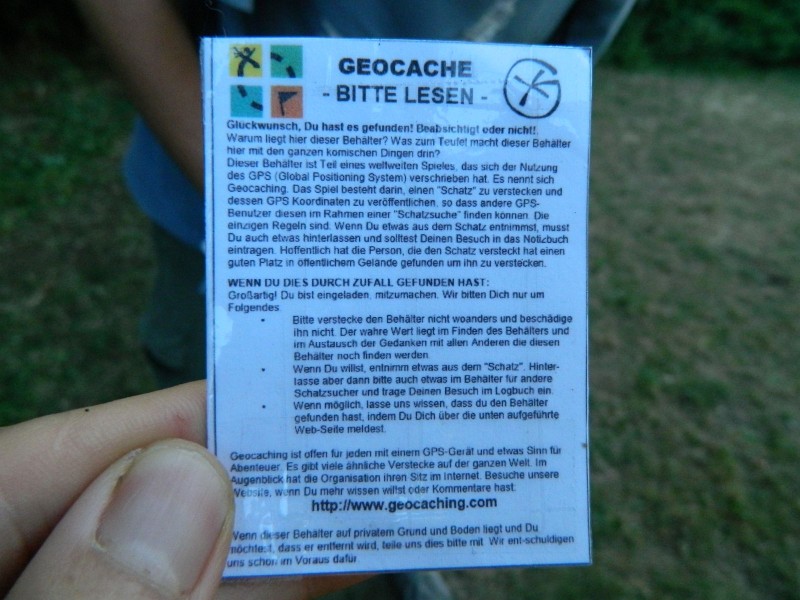 GEOCACHE
- BITTE LESEN -
Glückwunsch, Du hast es gefunden! Beabsichtigt oder nicht!.
Warum liegt hier dieser Behälter? Was zum Teufel macht dieser Behälter
hier mit den ganzen komischen Dingen drin?
Dieser Behälter ist Teil eines weltweiten Spieles, das sich der Nutzung
des GPS (Global Positioning System) verschrieben hat. Es nennt sich
Geocaching. Das Spiel besteht darin, einen "Schatz" zu verstecken und
dessen GPS Koordinaten zu veröffentlichen, so dass andere GPS-
Benutzer diesen im Rahmen einer "Schatzsuche" finden können. Die
einzigen Regeln sind: Wenn Du etwas aus dem Schatz entnimmst, musst
Du auch etwas hinterlassen und solltest Deinen Besuch in das Notizbuch
eintragen. Hoffentlich hat die Person, die den Schatz versteckt hat einen
guten Platz in öffentlichem Gelände gefunden um ihn zu verstecken.
WENN DU DIES DURCH ZUFALL GEFUNDEN HAST:
Großartig! Du bist eingeladen, mitzumachen. Wir bitten Dich nur um
Folgendes:
• Bitte verstecke den Behälter nicht woanders und beschädige
ihn nicht. Der wahre Wert liegt im Finden des Behälters und
im Austausch der Gedanken mit allen Anderen die diesen
Behälter noch finden werden.
• Wenn Du willst, entnimm etwas aus dem "Schatz". Hinter-
lasse aber dann bitte auch etwas im Behälter für andere
Schatzsucher und trage Deinen Besuch im Logbuch ein.
• Wenn möglich, lasse uns wissen, dass du den Behälter
gefunden hast, indem Du Dich über die unten aufgeführte
Web-Seite meldest.
Geocaching ist offen für jeden mit einem GPS-Gerät und etwas Sinn für
Abenteuer. Es gibt viele ähnliche Verstecke auf der ganzen Welt. Im
Augenblick hat die Organisation ihren Sitz im Internet. Besuche unsere
Website, wenn Du mehr wissen willst oder Kommentare hast:
http://www.geocaching.com
Wenn dieser Behälter auf privatem Grund und Boden liegt und Du
möchtest, dass er entfernt wird, teile uns dies bitte mit. Wir ent-schuldigen
uns schon im Voraus dafür.